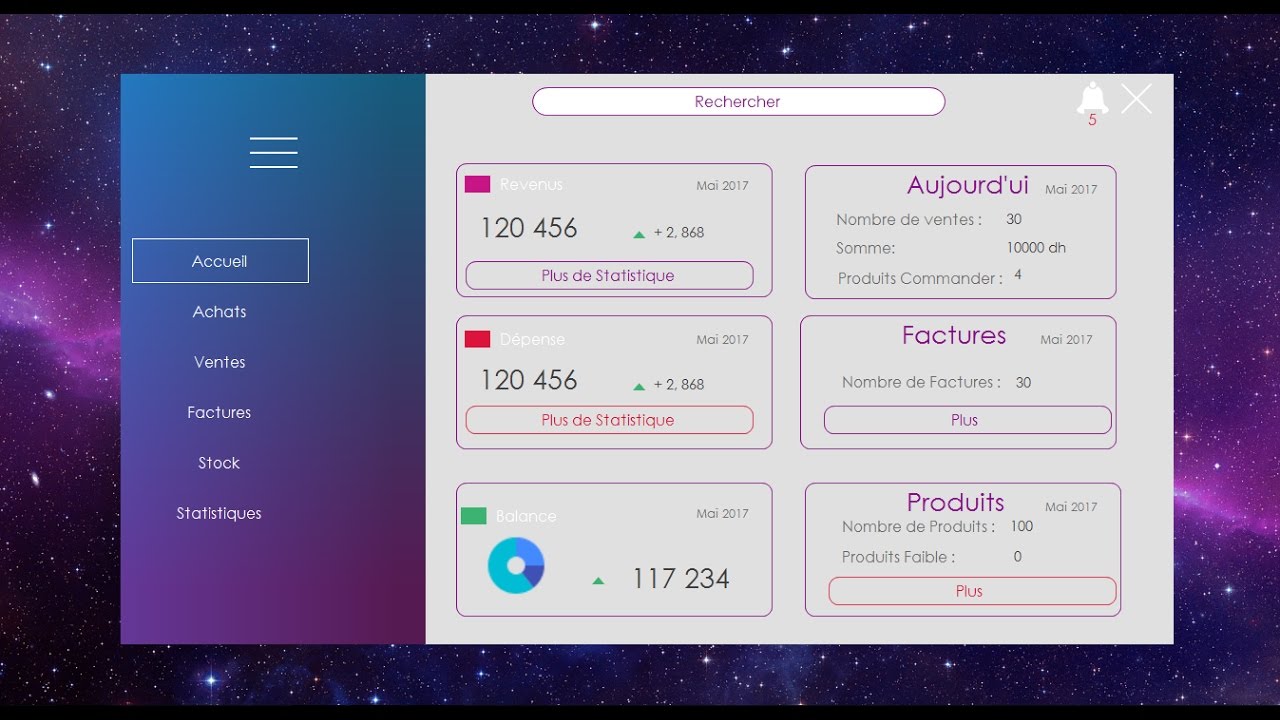 Rechercher
5
Accueil
Achats
Ventes
Factures
Stock
Statistiques
Revenus Mai 2017
120 456 + 2, 868
Plus de Statistique
Aujourd'ui Mai 2017
Nombre de ventes : 30
Somme: 10000 dh
Produits Commander : 4
Dépense Mai 2017
120 456 + 2, 868
Plus de Statistique
Factures Mai 2017
Nombre de Factures : 30
Plus
Balance Mai 2017
117 234
Produits Mai 2017
Nombre de Produits : 100
Produits Faible : 0
Plus